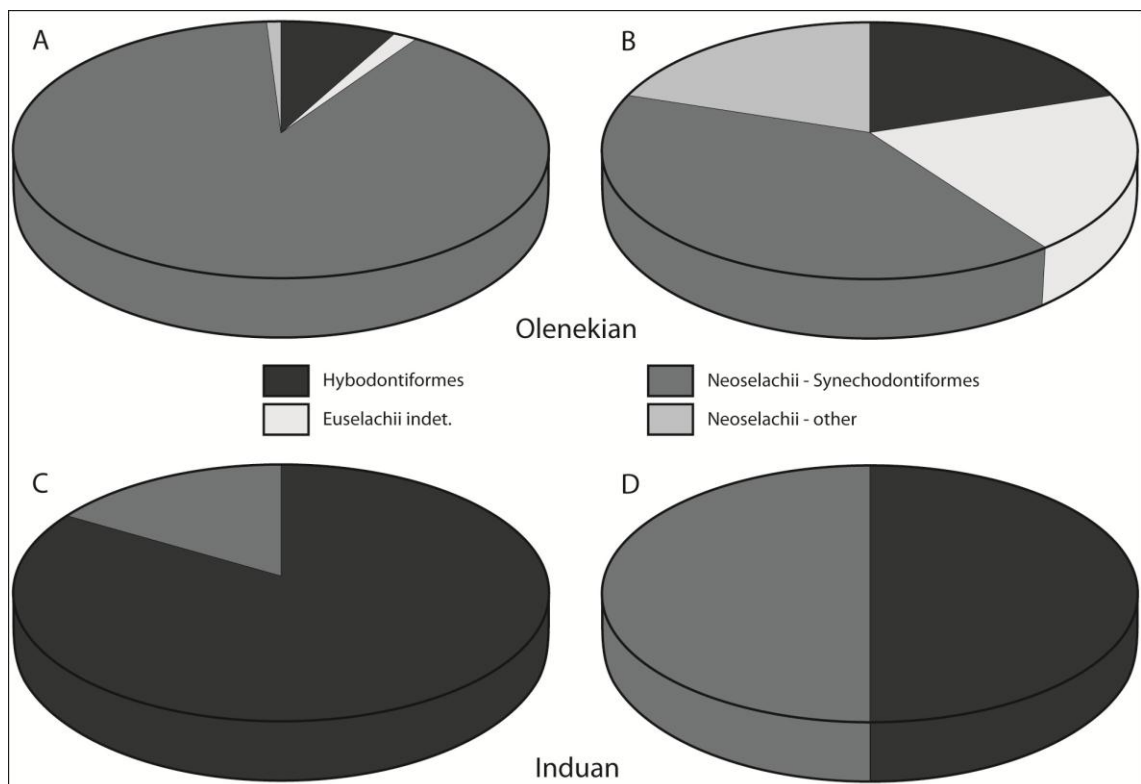 A
B
Olenekian
Hybodontiformes
Neoselachii - Synechodontiformes
Euselachii indet.
Neoselachii - other
C
D
Induan